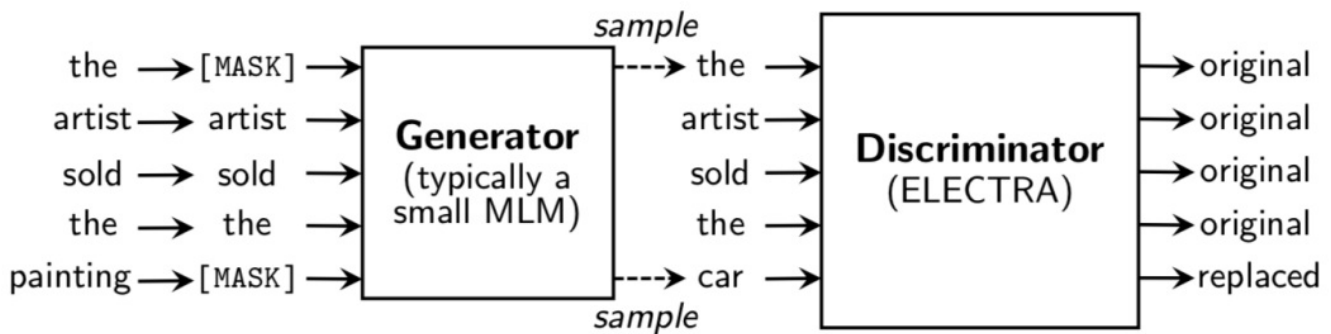 sample
the [MASK] the original
artist artist artist original
Generator
Discriminator
sold sold sold original
(typically a
(ELECTRA)
small MLM)
the the the original
painting [MASK] car replaced
sample